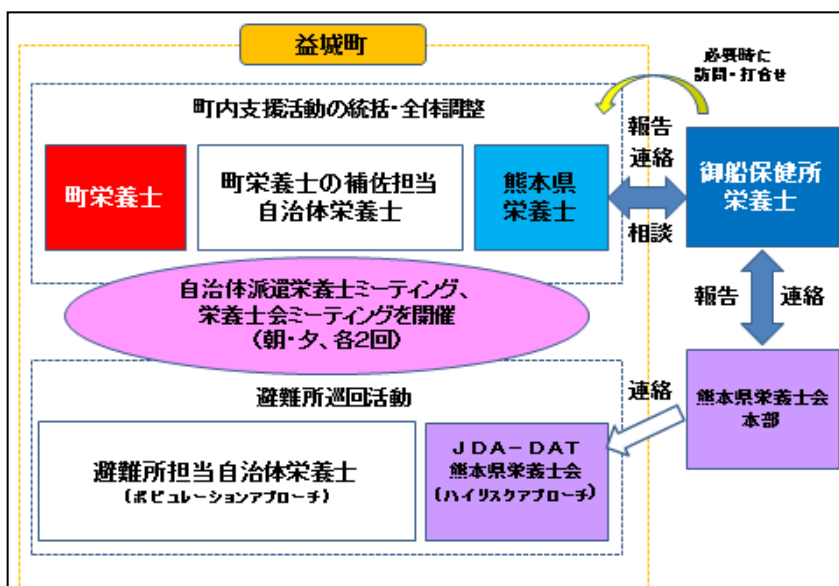 益城町
必要時に
訪問・打合せ
町内支援活動の統括・全体調整
町栄養士
町栄養士の補佐担当
自治体栄養士
熊本県
栄養士
報告
連絡
相談
御船保健所
栄養士
自治体派遣栄養士ミーティング、
栄養士会ミーティングを開催
(朝・夕、各2回)
報告
連絡
避難所巡回活動
連絡
熊本県栄養士会
本部
避難所担当自治体栄養士
(ポピュレーションアプローチ)
JDA-DAT
熊本県栄養士会
(ハイリスクアプローチ)